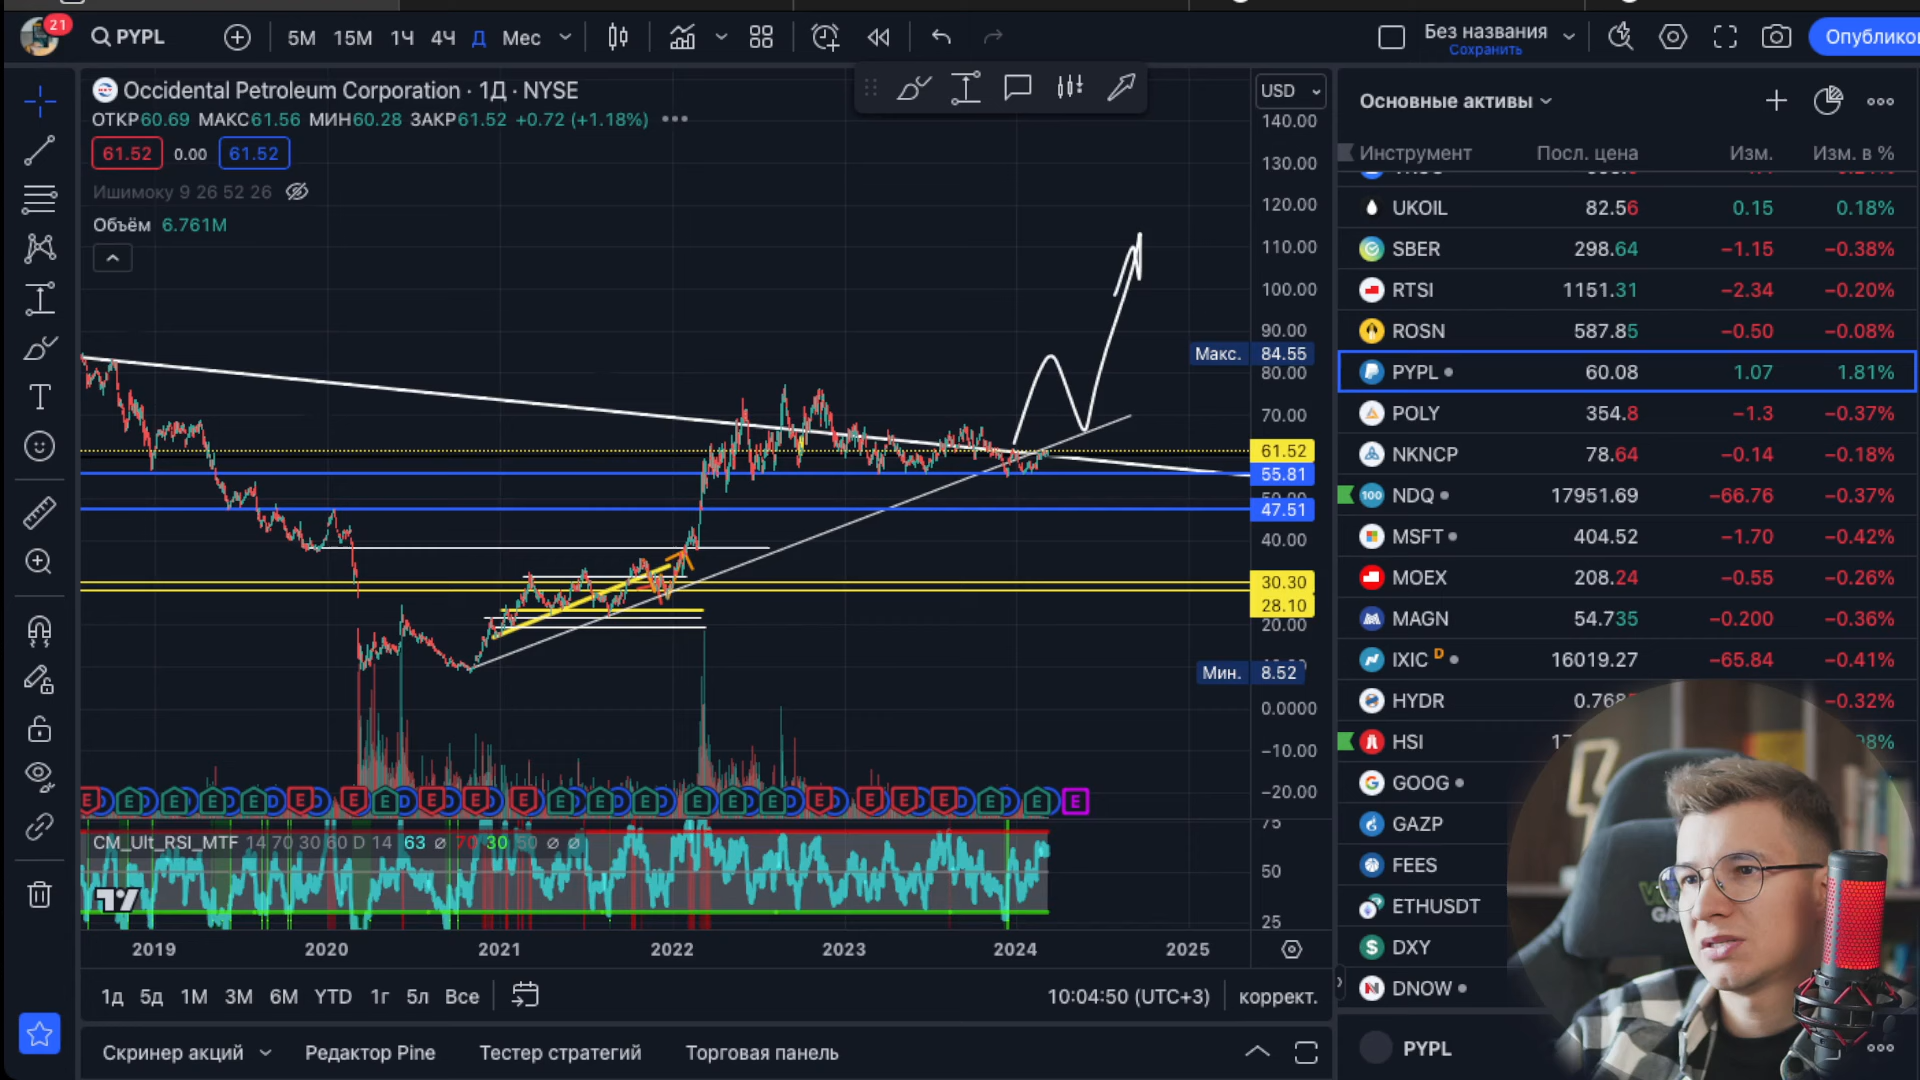 21
PYPL
5М 15М 1Ч 4Ч Д Мес
Без названия
Сохранить
Occidental Petroleum Corporation · 1Д · NYSE
ОТКР60.69 МАКС61.56 МИН60.28 ЗАКР61.52 +0.72 (+1.18%)
61.52 0.00 61.52
Ишимоку 9 26 52 26
Объём 6.761M
USD
140.00
130.00
120.00
110.00
100.00
90.00
Макс. 84.55
80.00
70.00
61.52
55.81
47.51
40.00
30.30
28.10
20.00
Мин. 8.52
0.0000
−10.00
−20.00
75
CM_Ult_RSI_MTF 14 70 30 60 D 14 63 ∅ 70 30 50 ∅ ∅
50
25
2019 2020 2021 2022 2023 2024 2025
1д 5д 1М 3М 6М YTD 1г 5л Все
10:04:50 (UTC+3) коррект.
Скринер акций Редактор Pine Тестер стратегий Торговая панель
Основные активы
Инструмент Посл. цена Изм. Изм. в %
UKOIL 82.56 0.15 0.18%
SBER 298.64 −1.15 −0.38%
RTSI 1151.31 −2.34 −0.20%
ROSN 587.85 −0.50 −0.08%
PYPL 60.08 1.07 1.81%
POLY 354.8 −1.3 −0.37%
NKNCP 78.64 −0.14 −0.18%
100 NDQ 17951.69 −66.76 −0.37%
MSFT 404.52 −1.70 −0.42%
MOEX 208.24 −0.55 −0.26%
MAGN 54.735 −0.200 −0.36%
IXIC D 16019.27 −65.84 −0.41%
HYDR −0.32%
HSI
GOOG
GAZP
FEES
ETHUSDT
DXY
DNOW
PYPL